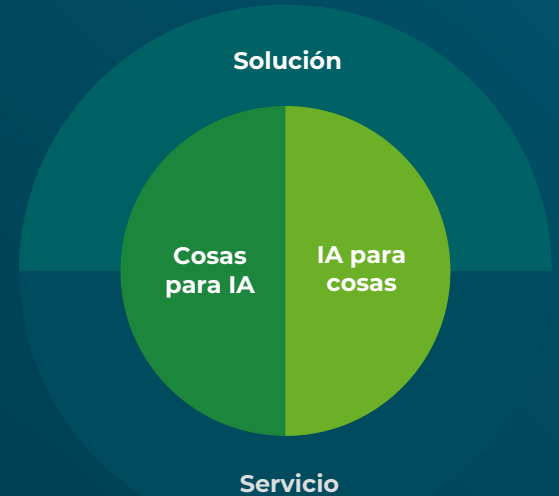 Solución
Cosas
para IA
IA para
cosas
Servicio